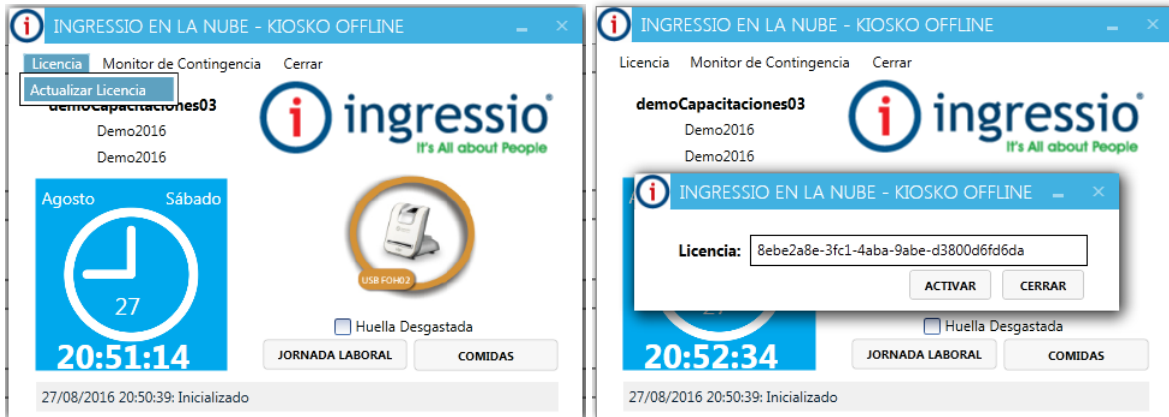 INGRESSIO EN LA NUBE - KIOSKO OFFLINE
Licencia Monitor de Contingencia Cerrar
Actualizar Licencia
demoCapacitaciones03
Demo2016
Demo2016
ingressio
It's All about People
Agosto Sábado
27
20:51:14
USB FOH02
Huella Desgastada
JORNADA LABORAL COMIDAS
27/08/2016 20:50:39: Inicializado
INGRESSIO EN LA NUBE - KIOSKO OFFLINE
Licencia Monitor de Contingencia Cerrar
demoCapacitaciones03
Demo2016
Demo2016
ingressio
It's All about People
INGRESSIO EN LA NUBE - KIOSKO OFFLINE
Licencia: 8ebe2a8e-3fc1-4aba-9abe-d3800d6fd6da
ACTIVAR CERRAR
27
20:52:34
Huella Desgastada
JORNADA LABORAL COMIDAS
27/08/2016 20:50:39: Inicializado